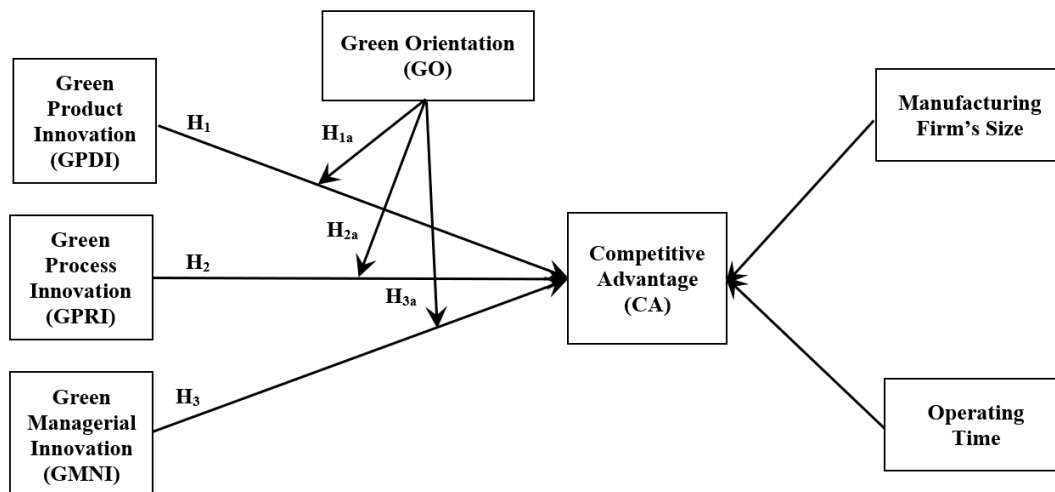 Green Orientation
(GO)
Green
Product
Innovation
(GPDI)
H₁
H₁ₐ
Manufacturing
Firm's Size
Green
Process
Innovation
(GPRI)
H₂
H₂ₐ
H₃ₐ
Competitive
Advantage
(CA)
Green
Managerial
Innovation
(GMNI)
H₃
Operating
Time